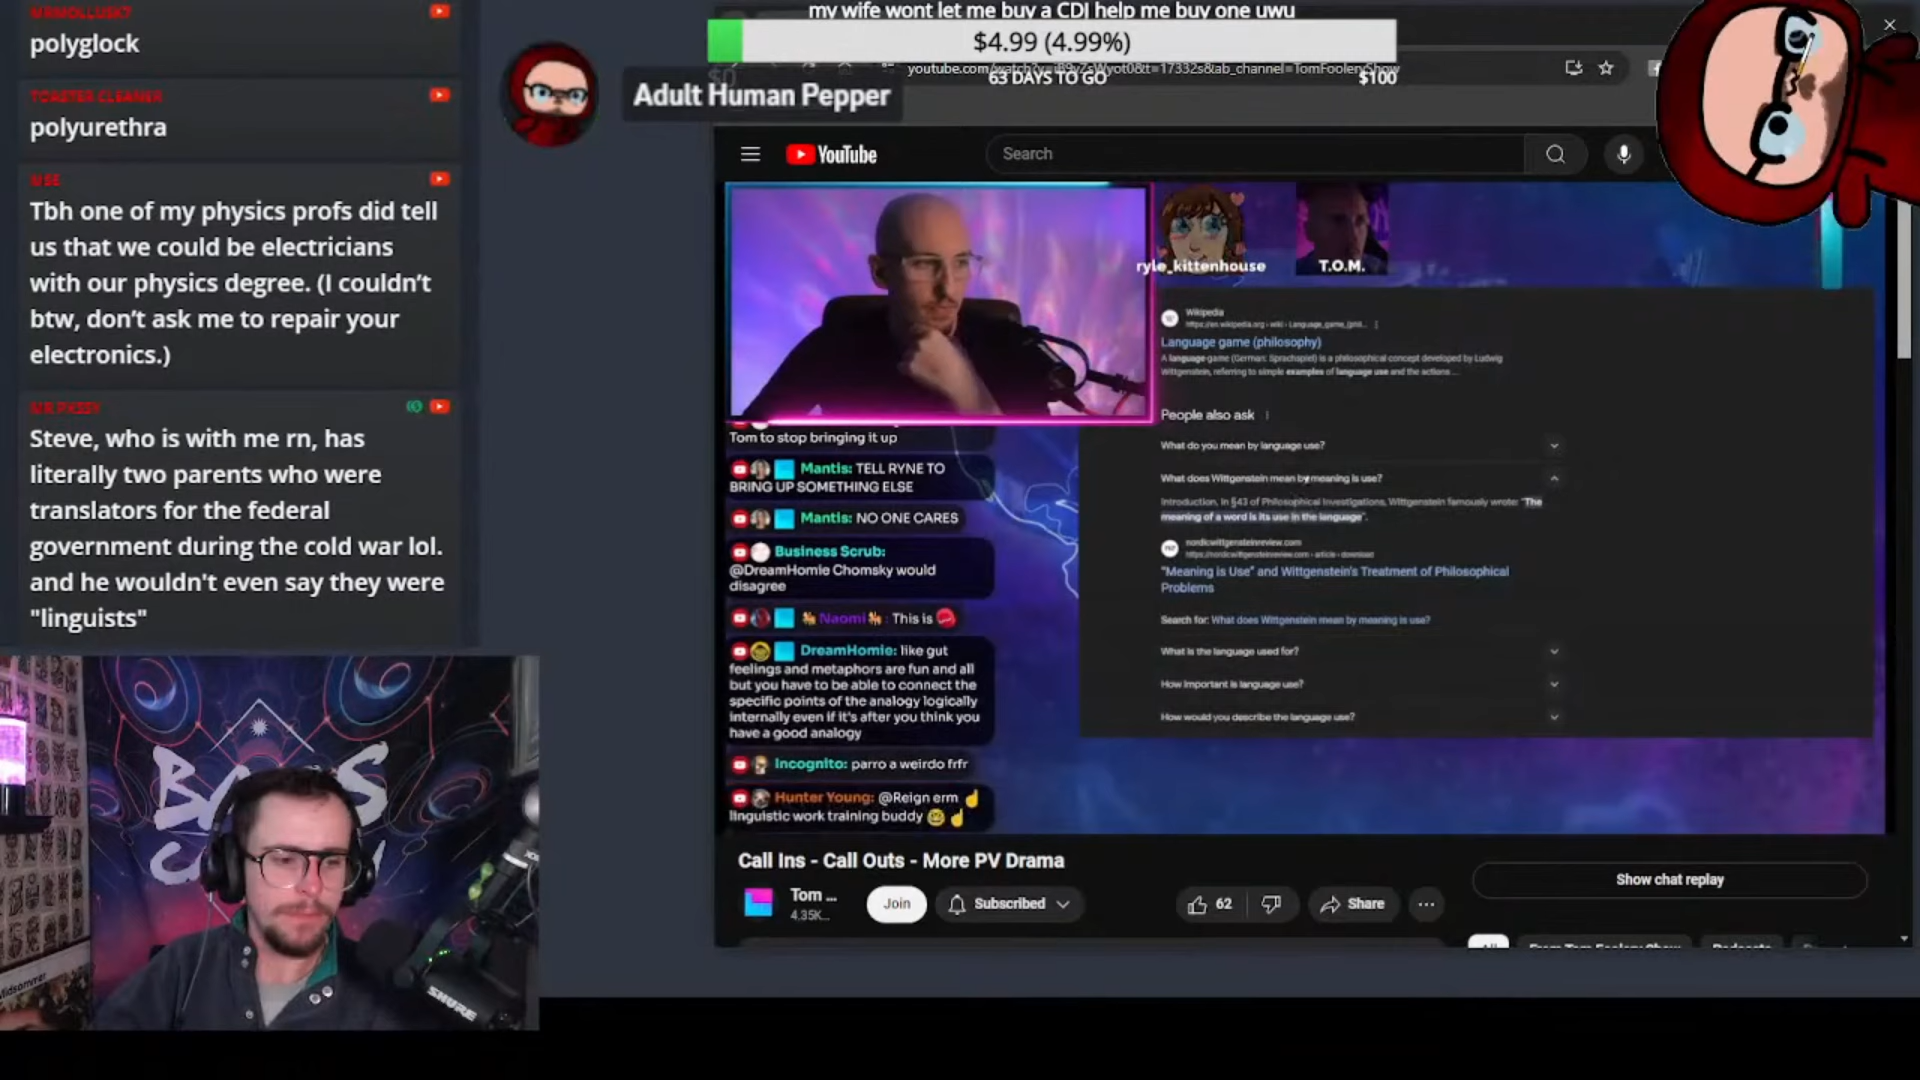 MRMOLLUSK7
polyglock
TOASTER CLEANER
polyurethra
USE
Tbh one of my physics profs did tell
us that we could be electricians
with our physics degree. (I couldn't
btw, don't ask me to repair your
electronics.)
Steve, who is with me rn, has
literally two parents who were
translators for the federal
government during the cold war lol.
and he wouldn't even say they were
"linguists"
my wife wont let me buy a CDI help me buy one uwu
$4.99 (4.99%)
$0
63 DAYS TO GO
$100
Adult Human Pepper
YouTube
Search
ryle_kittenhouse
T.O.M.
Wikipedia
Language game (philosophy)
A language-game (German: Sprachspiel) is a philosophical concept developed by Ludwig
Wittgenstein, referring to simple examples of language use and the actions ...
People also ask
What do you mean by language use?
What does Wittgenstein mean by meaning is use?
Introduction. In §43 of Philosophical Investigations, Wittgenstein famously wrote: "The
meaning of a word is its use in the language".
nordicwittgensteinreview.com
https://nordicwittgensteinreview.com › article › download
"Meaning is Use" and Wittgenstein's Treatment of Philosophical
Problems
Search for: What does Wittgenstein mean by meaning is use?
What is the language used for?
How important is language use?
How would you describe the language use?
Tom to stop bringing it up
Mantis: TELL RYNE TO
BRING UP SOMETHING ELSE
Mantis: NO ONE CARES
Business Scrub:
@DreamHomie Chomsky would
disagree
Naomi: This is
DreamHomie: like gut
feelings and metaphors are fun and all
but you have to be able to connect the
specific points of the analogy logically
internally even if it's after you think you
have a good analogy
Incognito: parro a weirdo frfr
Hunter Young: @Reign erm ☝
linguistic work training buddy 🤓 ☝
Call Ins - Call Outs - More PV Drama
Tom ...
4.35K...
Join
Subscribed
62
Share
Show chat replay
All
From Tom Foolery Show
Podcasts
SHURE
Midsommar